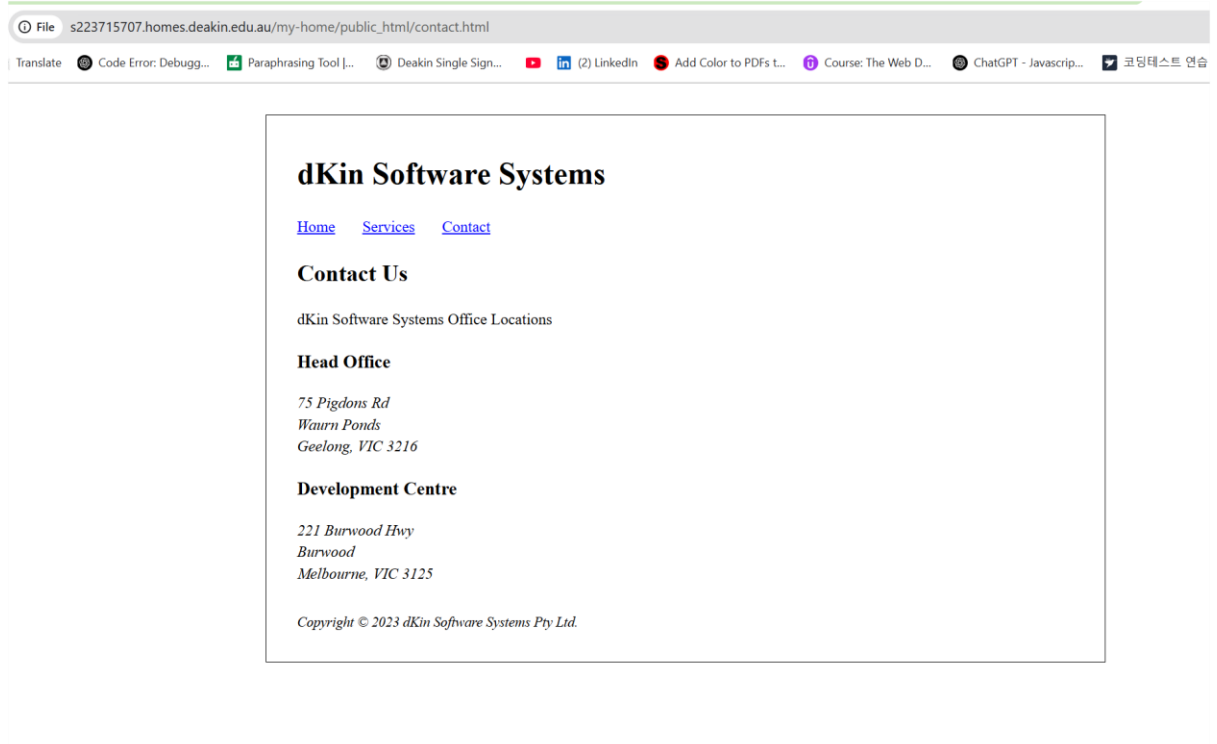 File s223715707.homes.deakin.edu.au/my-home/public_html/contact.html
Translate Code Error: Debugg... Paraphrasing Tool |... Deakin Single Sign... (2) LinkedIn Add Color to PDFs t... Course: The Web D... ChatGPT - Javascrip... 코딩테스트 연습
dKin Software Systems
Home Services Contact
Contact Us
dKin Software Systems Office Locations
Head Office
75 Pigdons Rd
Waurn Ponds
Geelong, VIC 3216
Development Centre
221 Burwood Hwy
Burwood
Melbourne, VIC 3125
Copyright © 2023 dKin Software Systems Pty Ltd.